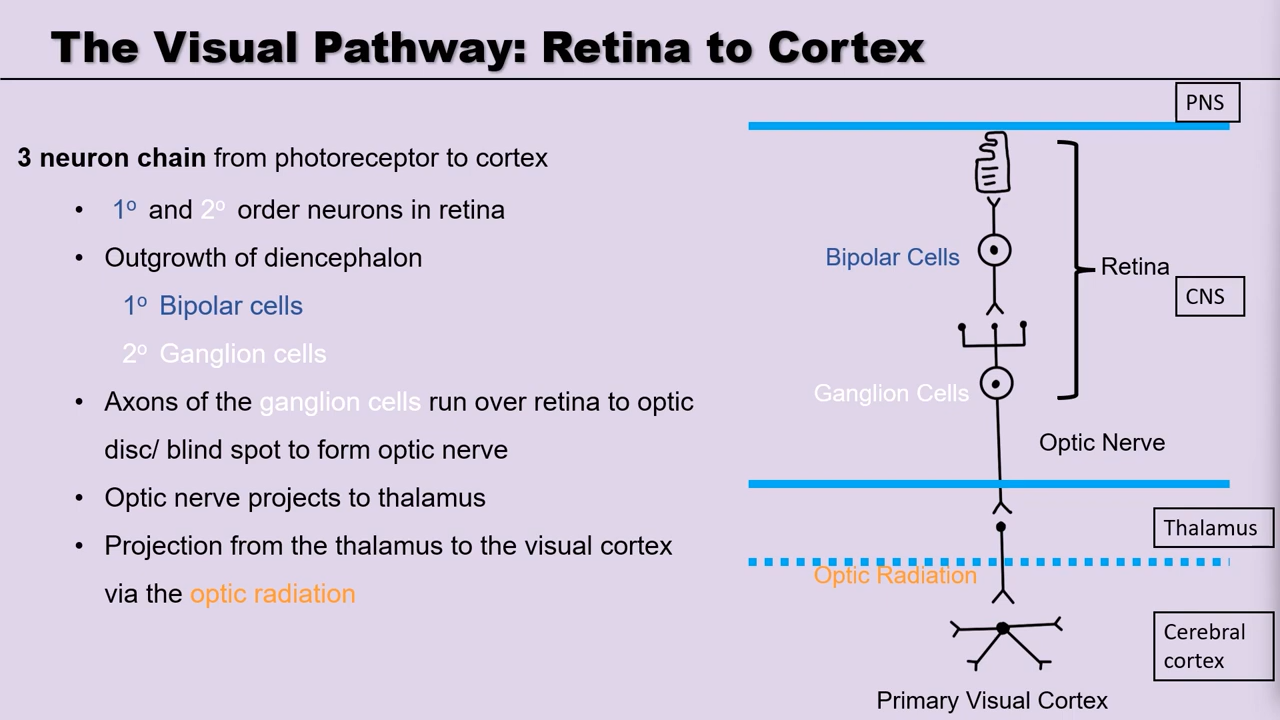 The Visual Pathway: Retina to Cortex
3 neuron chain from photoreceptor to cortex
• 1º and 2º order neurons in retina
• Outgrowth of diencephalon
1º Bipolar cells
2º Ganglion cells
• Axons of the ganglion cells run over retina to optic
disc/ blind spot to form optic nerve
• Optic nerve projects to thalamus
• Projection from the thalamus to the visual cortex
via the optic radiation
PNS
Bipolar Cells
Retina
CNS
Ganglion Cells
Optic Nerve
Thalamus
Optic Radiation
Cerebral
cortex
Primary Visual Cortex